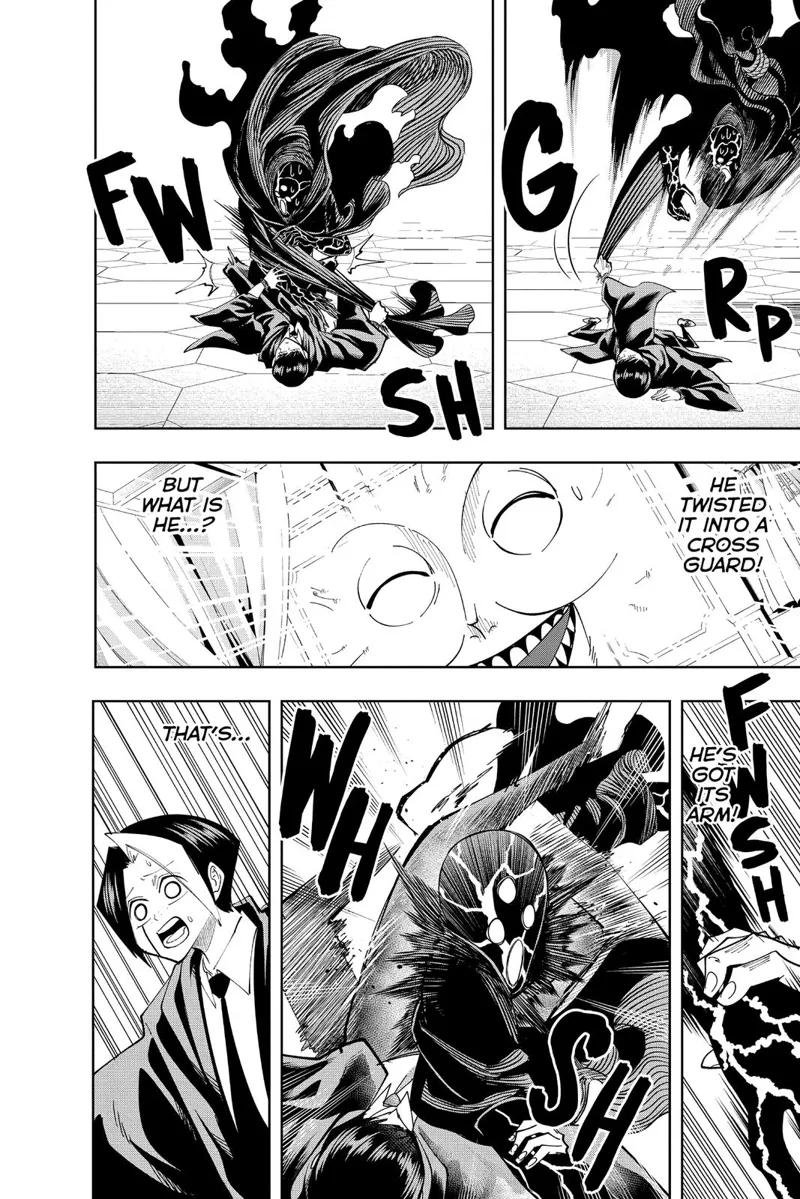 G
RP
FW
SH
HE
TWISTED
IT INTO A
CROSS
GUARD!
BUT
WHAT IS
HE...?
FWSH
HE'S
GOT
ITS
ARM!
WH
SH
THAT'S...